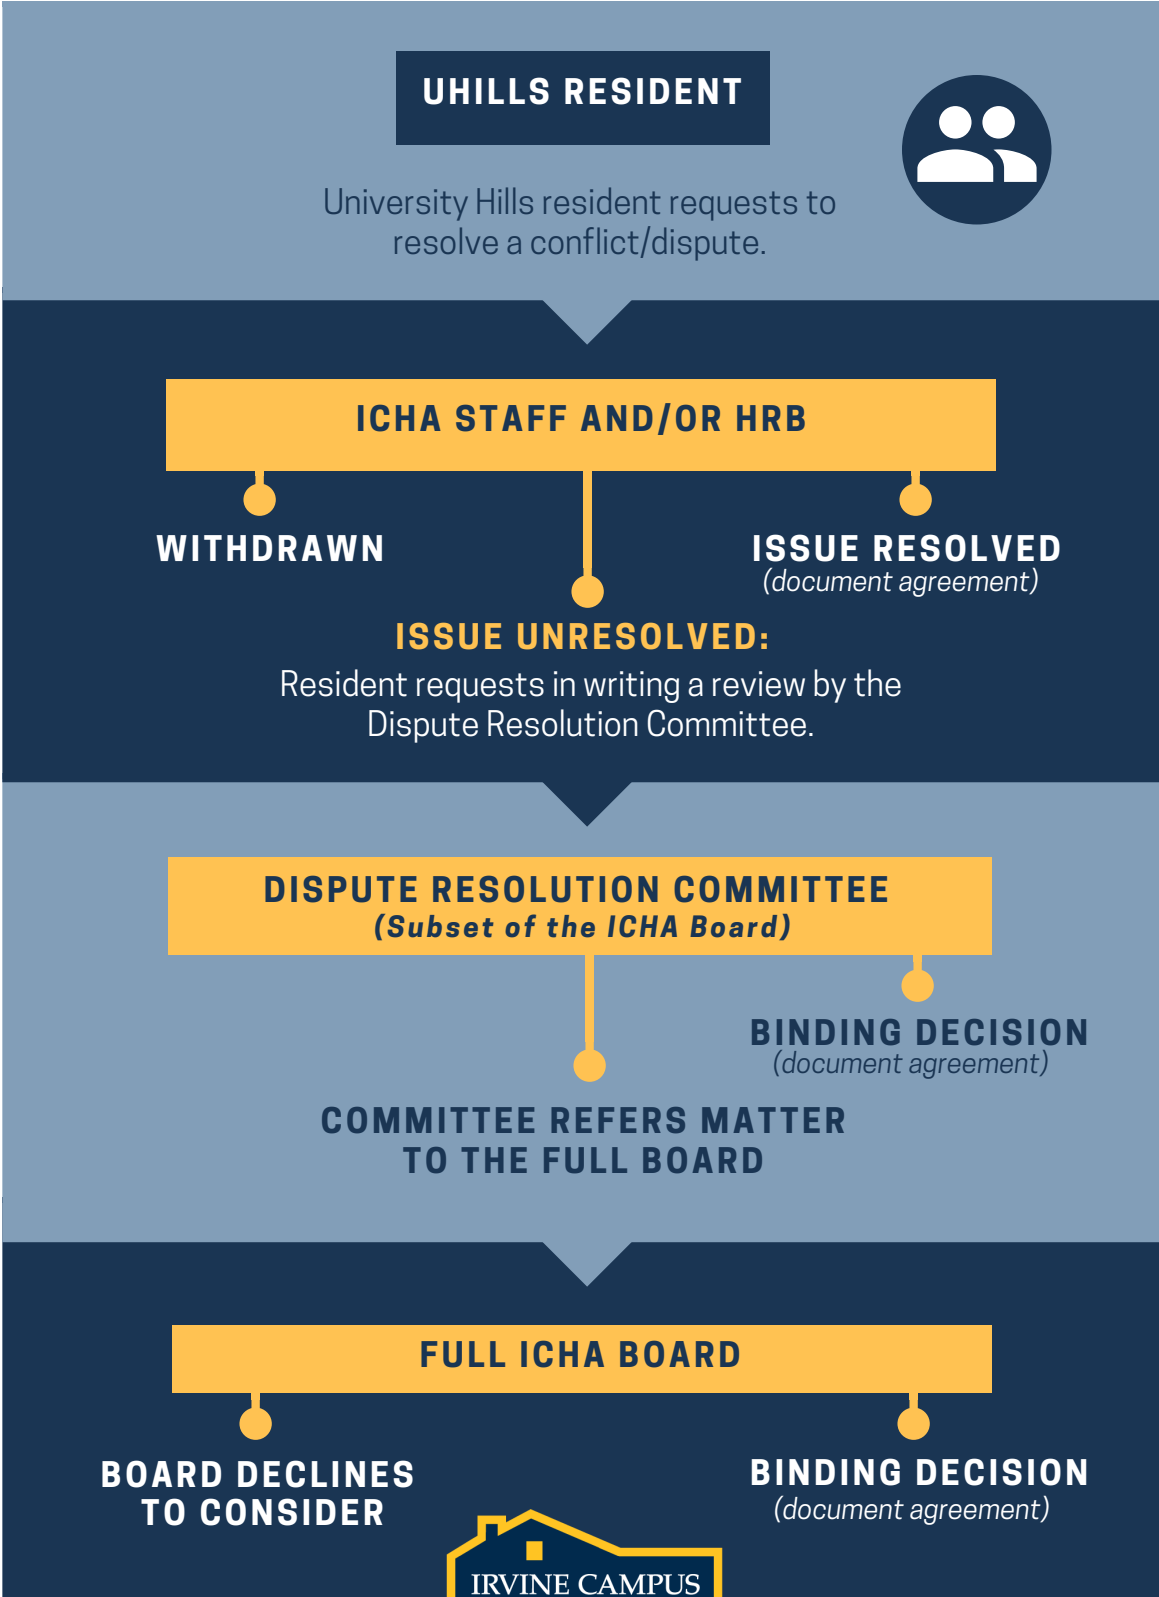 UHILLS RESIDENT
University Hills resident requests to
resolve a conflict/dispute.
ICHA STAFF AND/OR HRB
WITHDRAWN
ISSUE RESOLVED
(document agreement)
ISSUE UNRESOLVED:
Resident requests in writing a review by the
Dispute Resolution Committee.
DISPUTE RESOLUTION COMMITTEE
(Subset of the ICHA Board)
BINDING DECISION
(document agreement)
COMMITTEE REFERS MATTER
TO THE FULL BOARD
FULL ICHA BOARD
BOARD DECLINES
TO CONSIDER
BINDING DECISION
(document agreement)
IRVINE CAMPUS